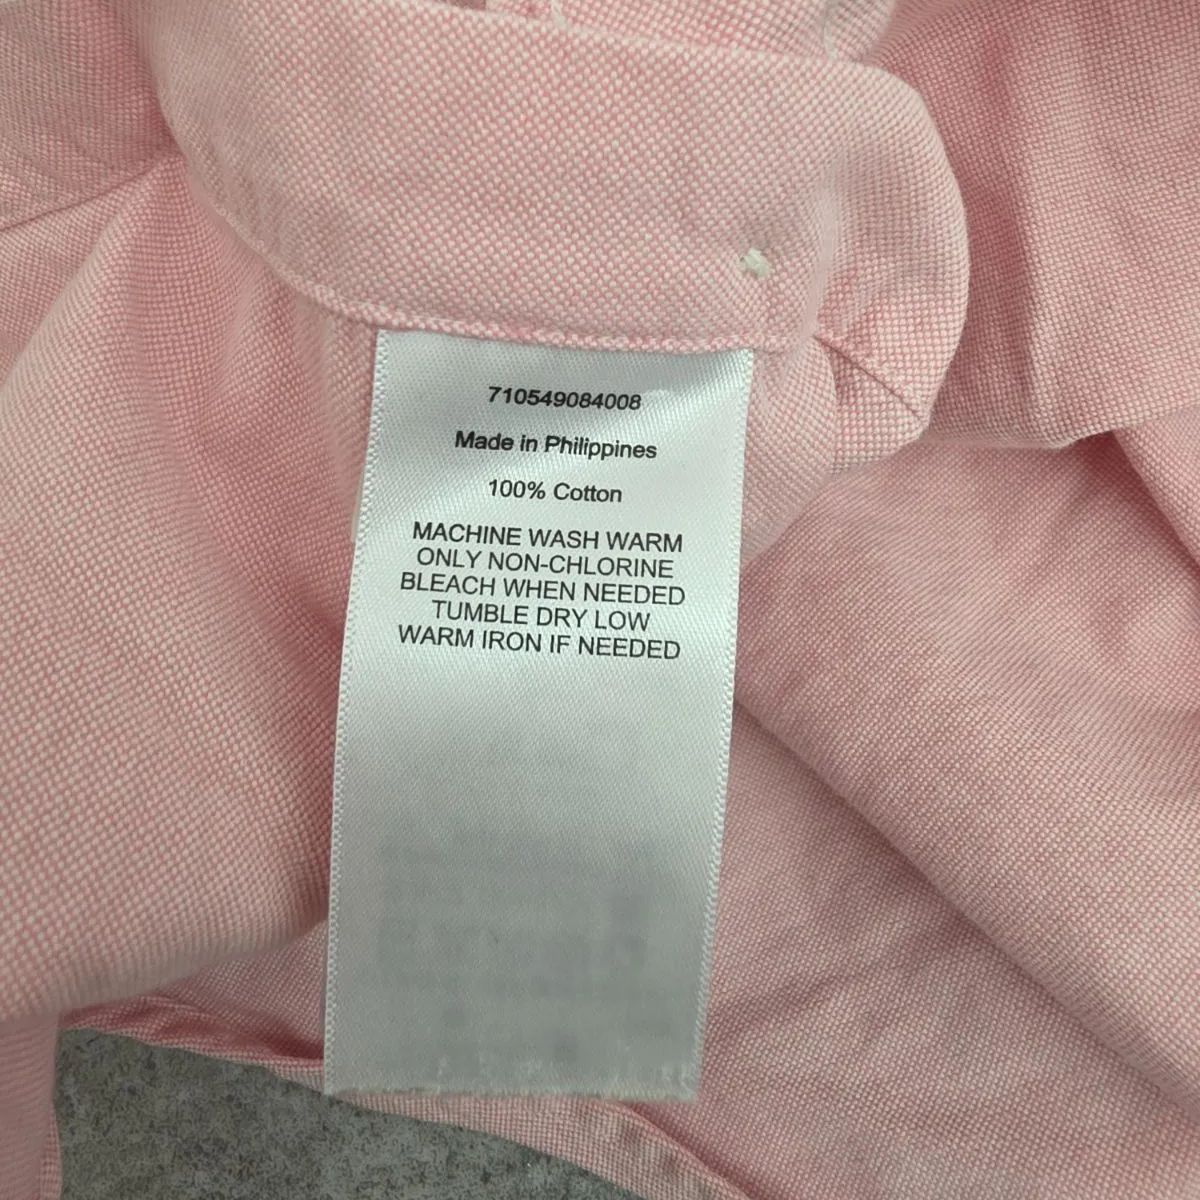 710549084008
Made in Philippines
100% Cotton
MACHINE WASH WARM
ONLY NON-CHLORINE
BLEACH WHEN NEEDED
TUMBLE DRY LOW
WARM IRON IF NEEDED